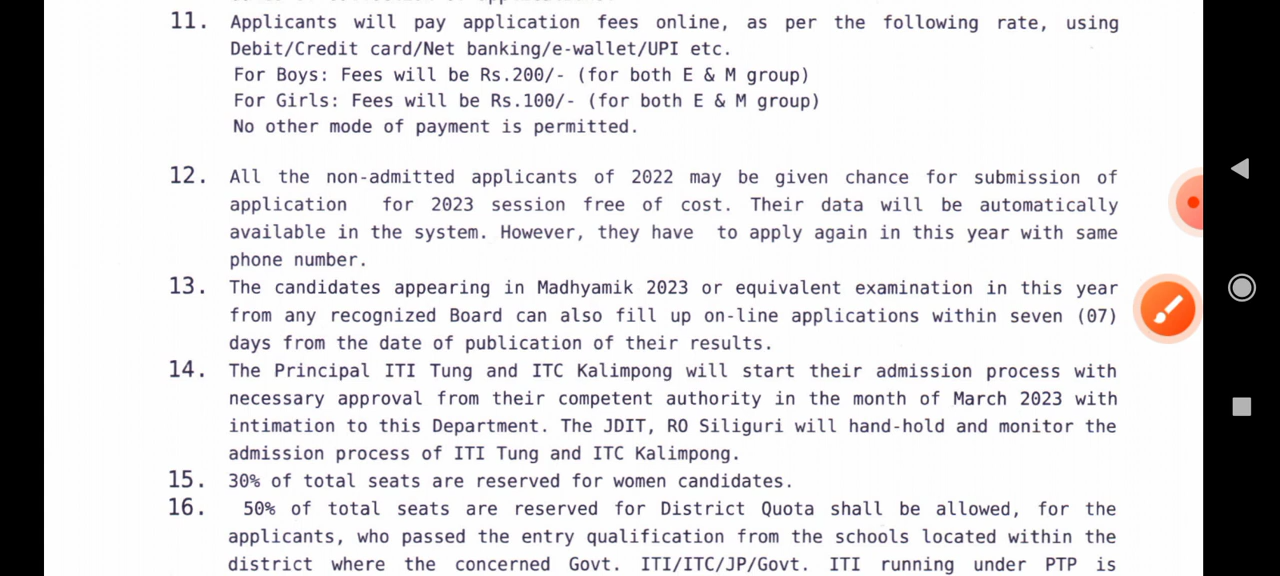 11. Applicants will pay application fees online, as per the following rate, using
Debit/Credit card/Net banking/e-wallet/UPI etc.
For Boys: Fees will be Rs.200/- (for both E & M group)
For Girls: Fees will be Rs.100/- (for both E & M group)
No other mode of payment is permitted.
12. All the non-admitted applicants of 2022 may be given chance for submission of
application for 2023 session free of cost. Their data will be automatically
available in the system. However, they have to apply again in this year with same
phone number.
13. The candidates appearing in Madhyamik 2023 or equivalent examination in this year
from any recognized Board can also fill up on-line applications within seven (07)
days from the date of publication of their results.
14. The Principal ITI Tung and ITC Kalimpong will start their admission process with
necessary approval from their competent authority in the month of March 2023 with
intimation to this Department. The JDIT, RO Siliguri will hand-hold and monitor the
admission process of ITI Tung and ITC Kalimpong.
15. 30% of total seats are reserved for women candidates.
16. 50% of total seats are reserved for District Quota shall be allowed, for the
applicants, who passed the entry qualification from the schools located within the
district where the concerned Govt. ITI/ITC/JP/Govt. ITI running under PTP is